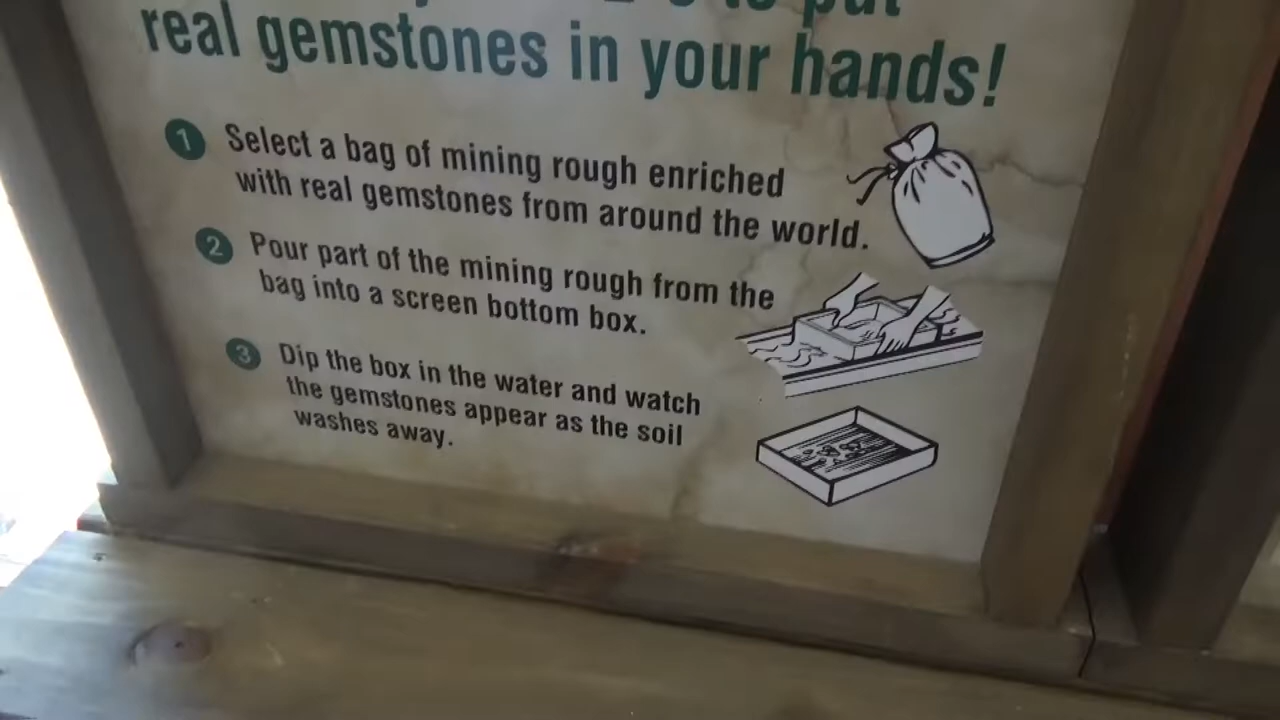 to put
real gemstones in your hands!
1 Select a bag of mining rough enriched
with real gemstones from around the world.
2 Pour part of the mining rough from the
bag into a screen bottom box.
3 Dip the box in the water and watch
the gemstones appear as the soil
washes away.